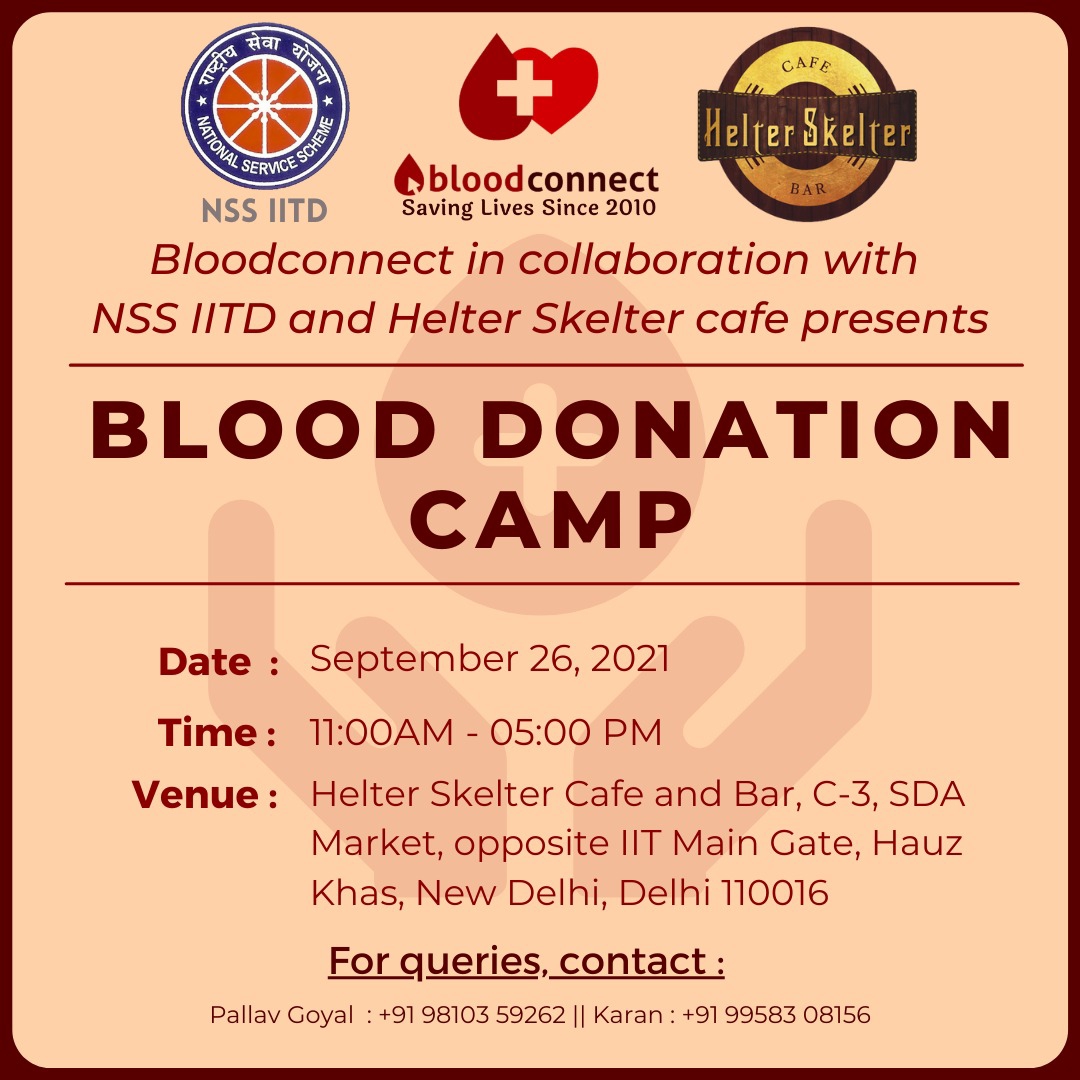 राष्ट्रीय सेवा योजना
NATIONAL SERVICE SCHEME
NSS IITD
bloodconnect
Saving Lives Since 2010
CAFE
Helter Skelter
BAR
Bloodconnect in collaboration with
NSS IITD and Helter Skelter cafe presents
BLOOD DONATION
CAMP
Date : September 26, 2021
Time : 11:00AM - 05:00 PM
Venue : Helter Skelter Cafe and Bar, C-3, SDA
Market, opposite IIT Main Gate, Hauz
Khas, New Delhi, Delhi 110016
For queries, contact :
Pallav Goyal : +91 98103 59262 || Karan : +91 99583 08156